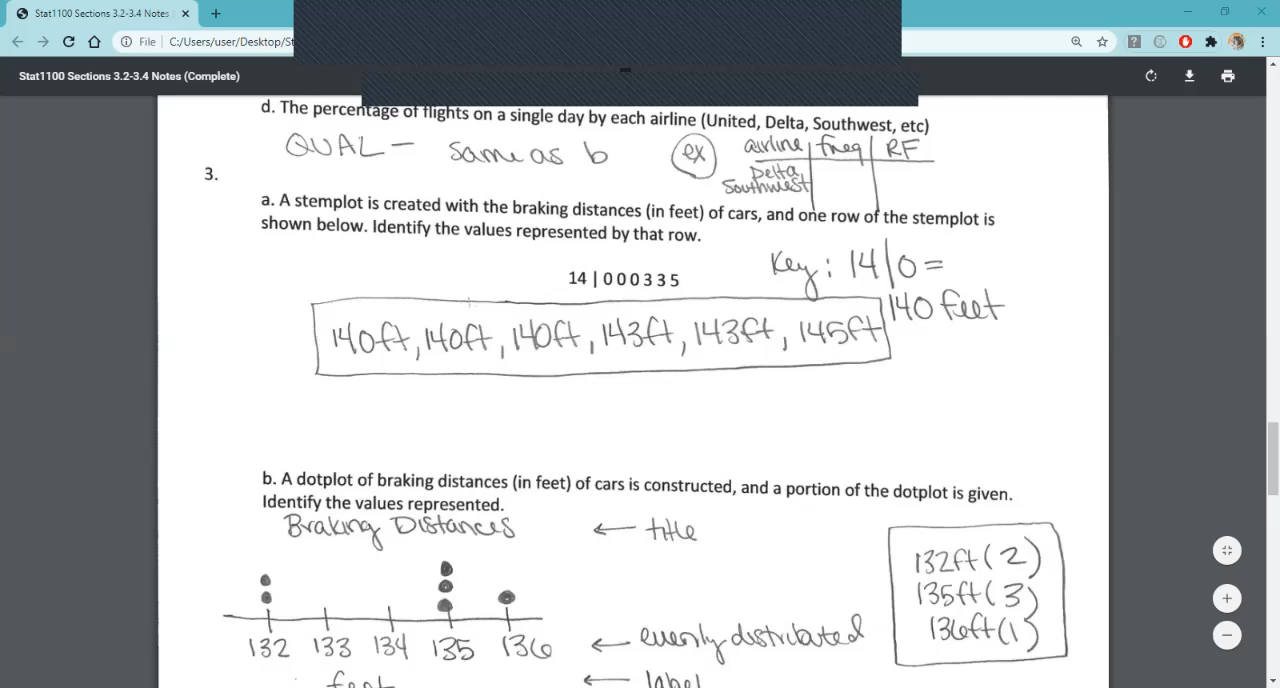 Stat1100 Sections 3.2-3.4 Notes
File C:/Users/user/Desktop/St
Stat1100 Sections 3.2-3.4 Notes (Complete)
d. The percentage of flights on a single day by each airline (United, Delta, Southwest, etc)
QUAL — same as b ex airline freq RF
Delta
Southwest
3.
a. A stemplot is created with the braking distances (in feet) of cars, and one row of the stemplot is
shown below. Identify the values represented by that row.
Key: 14|0 =
14 | 0 0 0 3 3 5
140 feet
140ft, 140ft, 140ft, 143ft, 143ft, 145ft
b. A dotplot of braking distances (in feet) of cars is constructed, and a portion of the dotplot is given.
Identify the values represented.
Braking Distances ← title
132ft (2)
135ft (3)
136ft (1)
132 133 134 135 136 ← evenly distributed
feet ← label